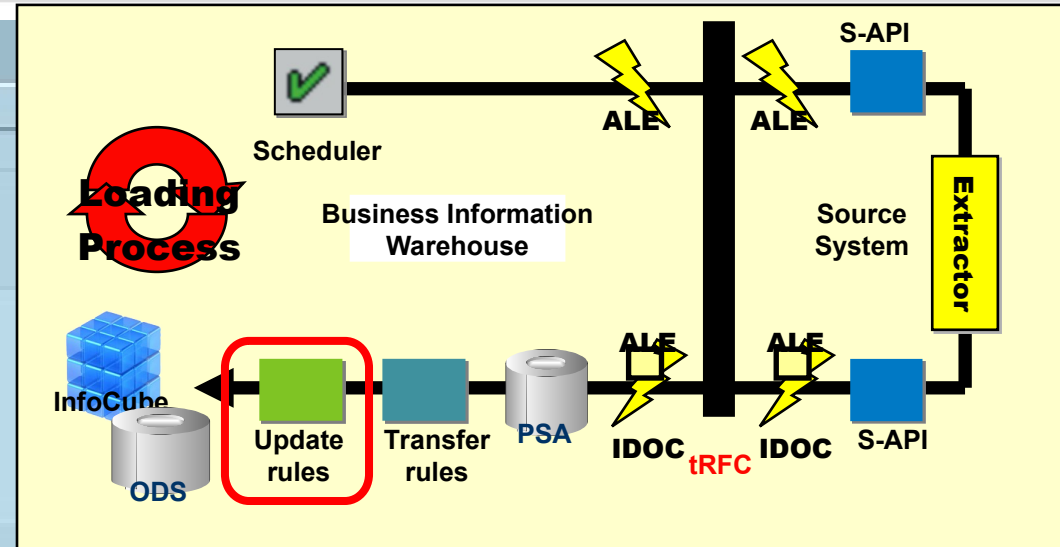 S-API
ALE
ALE
Scheduler
Loading
Process
Business Information
Warehouse
Source
System
Extractor
ALE
ALE
InfoCube
Update
rules
Transfer
rules
PSA
IDOC
tRFC
IDOC
S-API
ODS